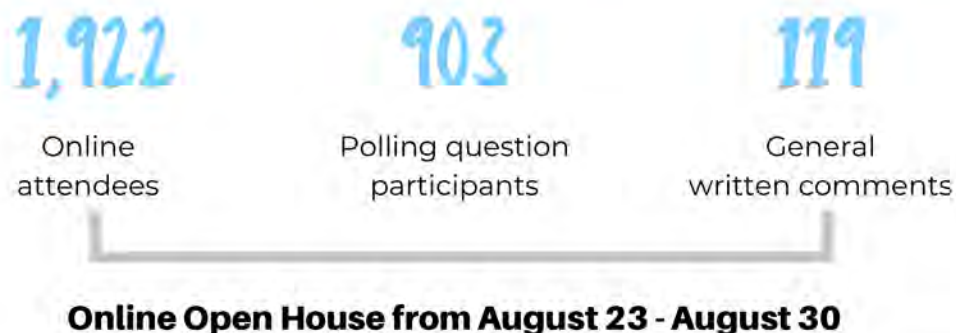 1,922 903 119
Online Polling question General
attendees participants written comments
Online Open House from August 23 - August 30